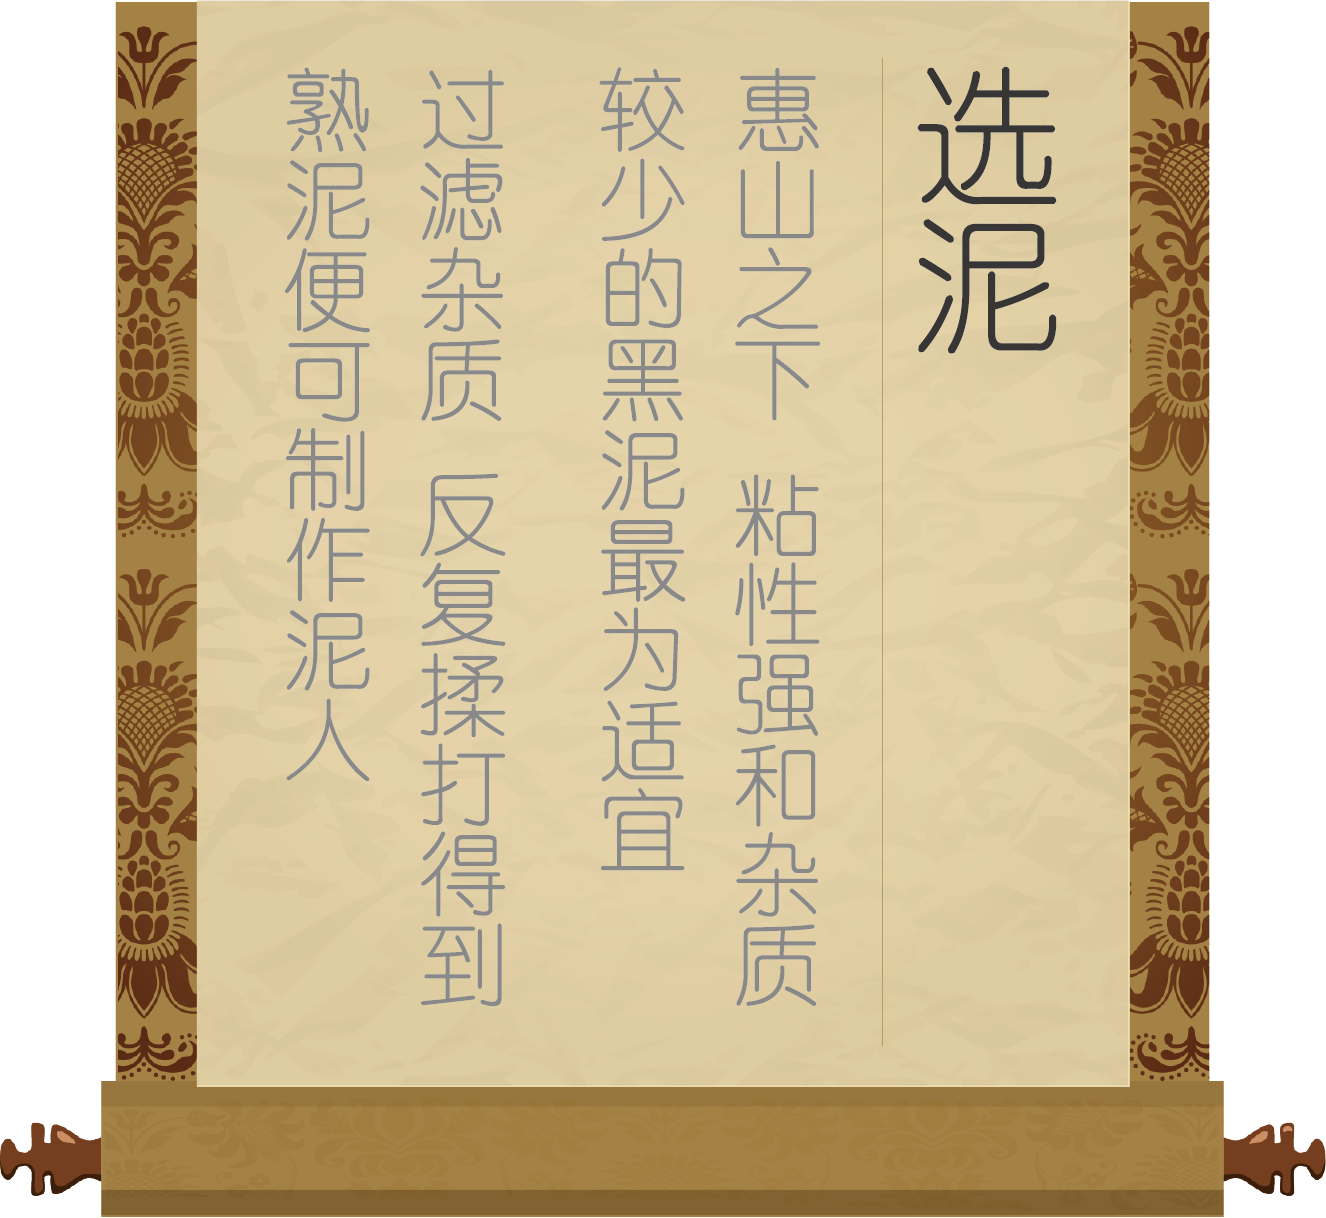 选泥
惠山之下 粘性强和杂质
较少的黑泥最为适宜
过滤杂质 反复揉打得到
熟泥便可制作泥人